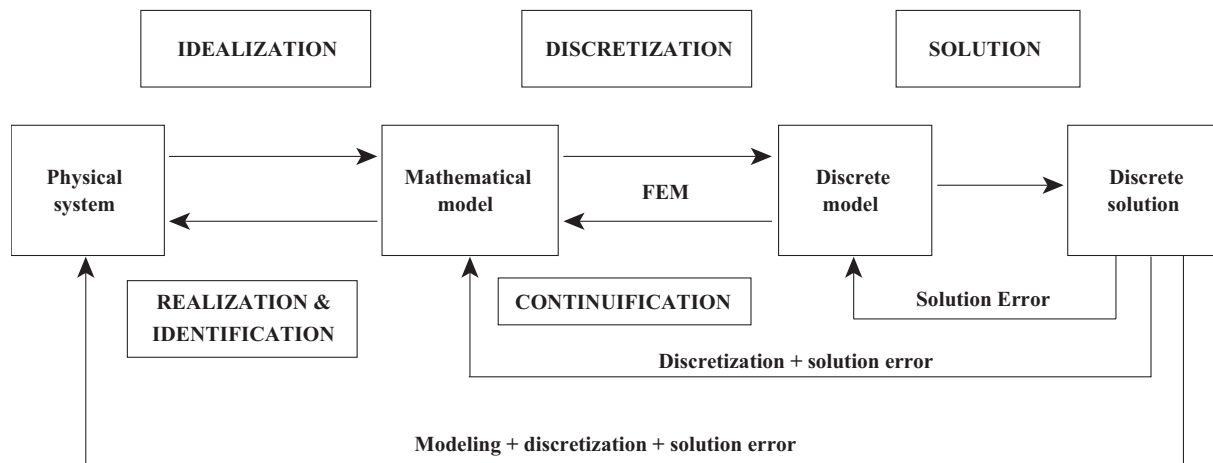 IDEALIZATION
DISCRETIZATION
SOLUTION
Physical
system
Mathematical
model
FEM
Discrete
model
Discrete
solution
REALIZATION &
IDENTIFICATION
CONTINUIFICATION
Solution Error
Discretization + solution error
Modeling + discretization + solution error